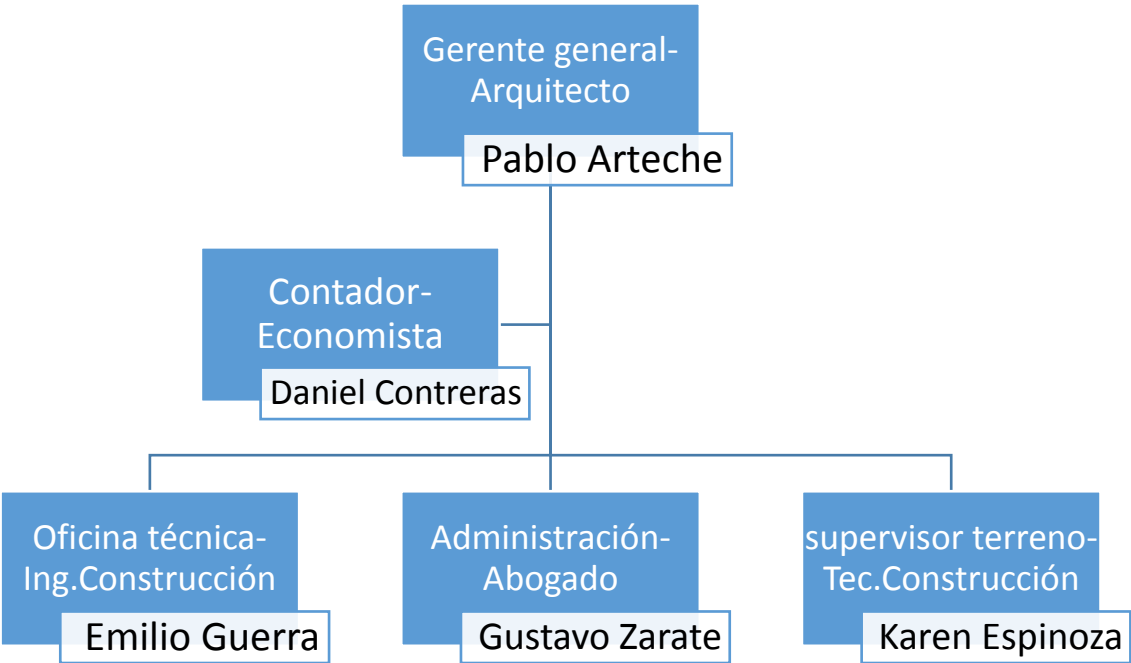 Gerente general-
Arquitecto
Pablo Arteche
Contador-
Economista
Daniel Contreras
Oficina técnica-
Ing.Construcción
Emilio Guerra
Administración-
Abogado
Gustavo Zarate
supervisor terreno-
Tec.Construcción
Karen Espinoza